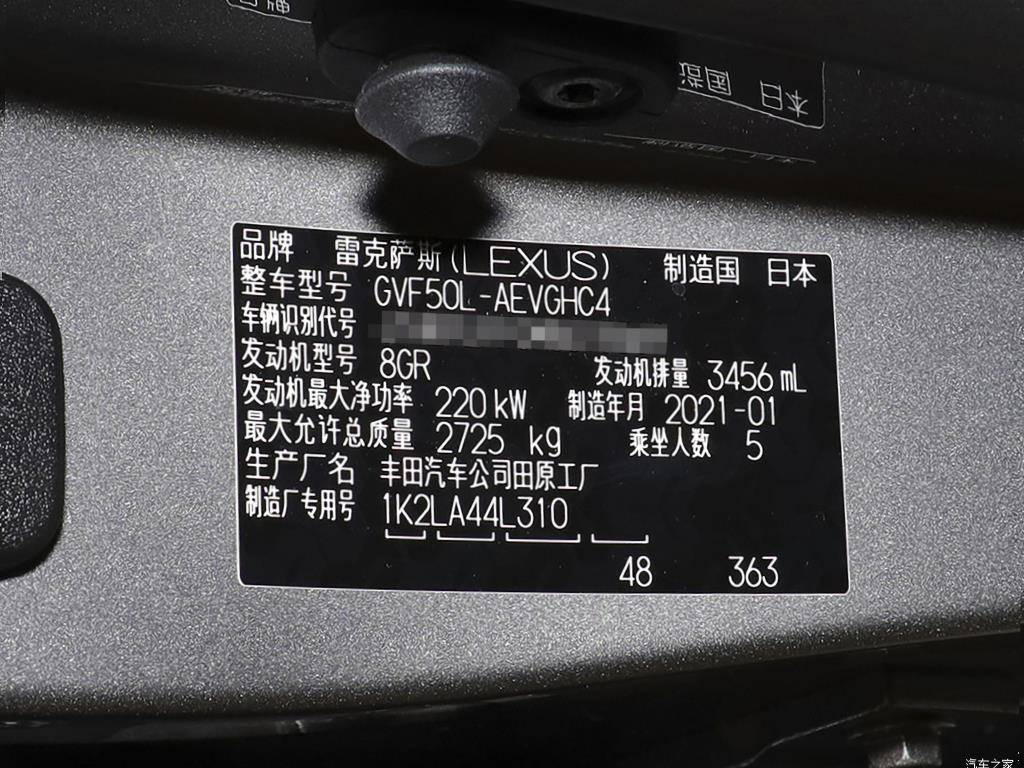 品牌 雷克萨斯(LEXUS) 制造国 日本
整车型号 GVF50L-AEVGHC4
车辆识别代号
发动机型号 8GR 发动机排量 3456 mL
发动机最大净功率 220 kW 制造年月 2021-01
最大允许总质量 2725 kg 乘坐人数 5
生产厂名 丰田汽车公司田原工厂
制造厂专用号 1K2LA44L310
48 363
汽车之家